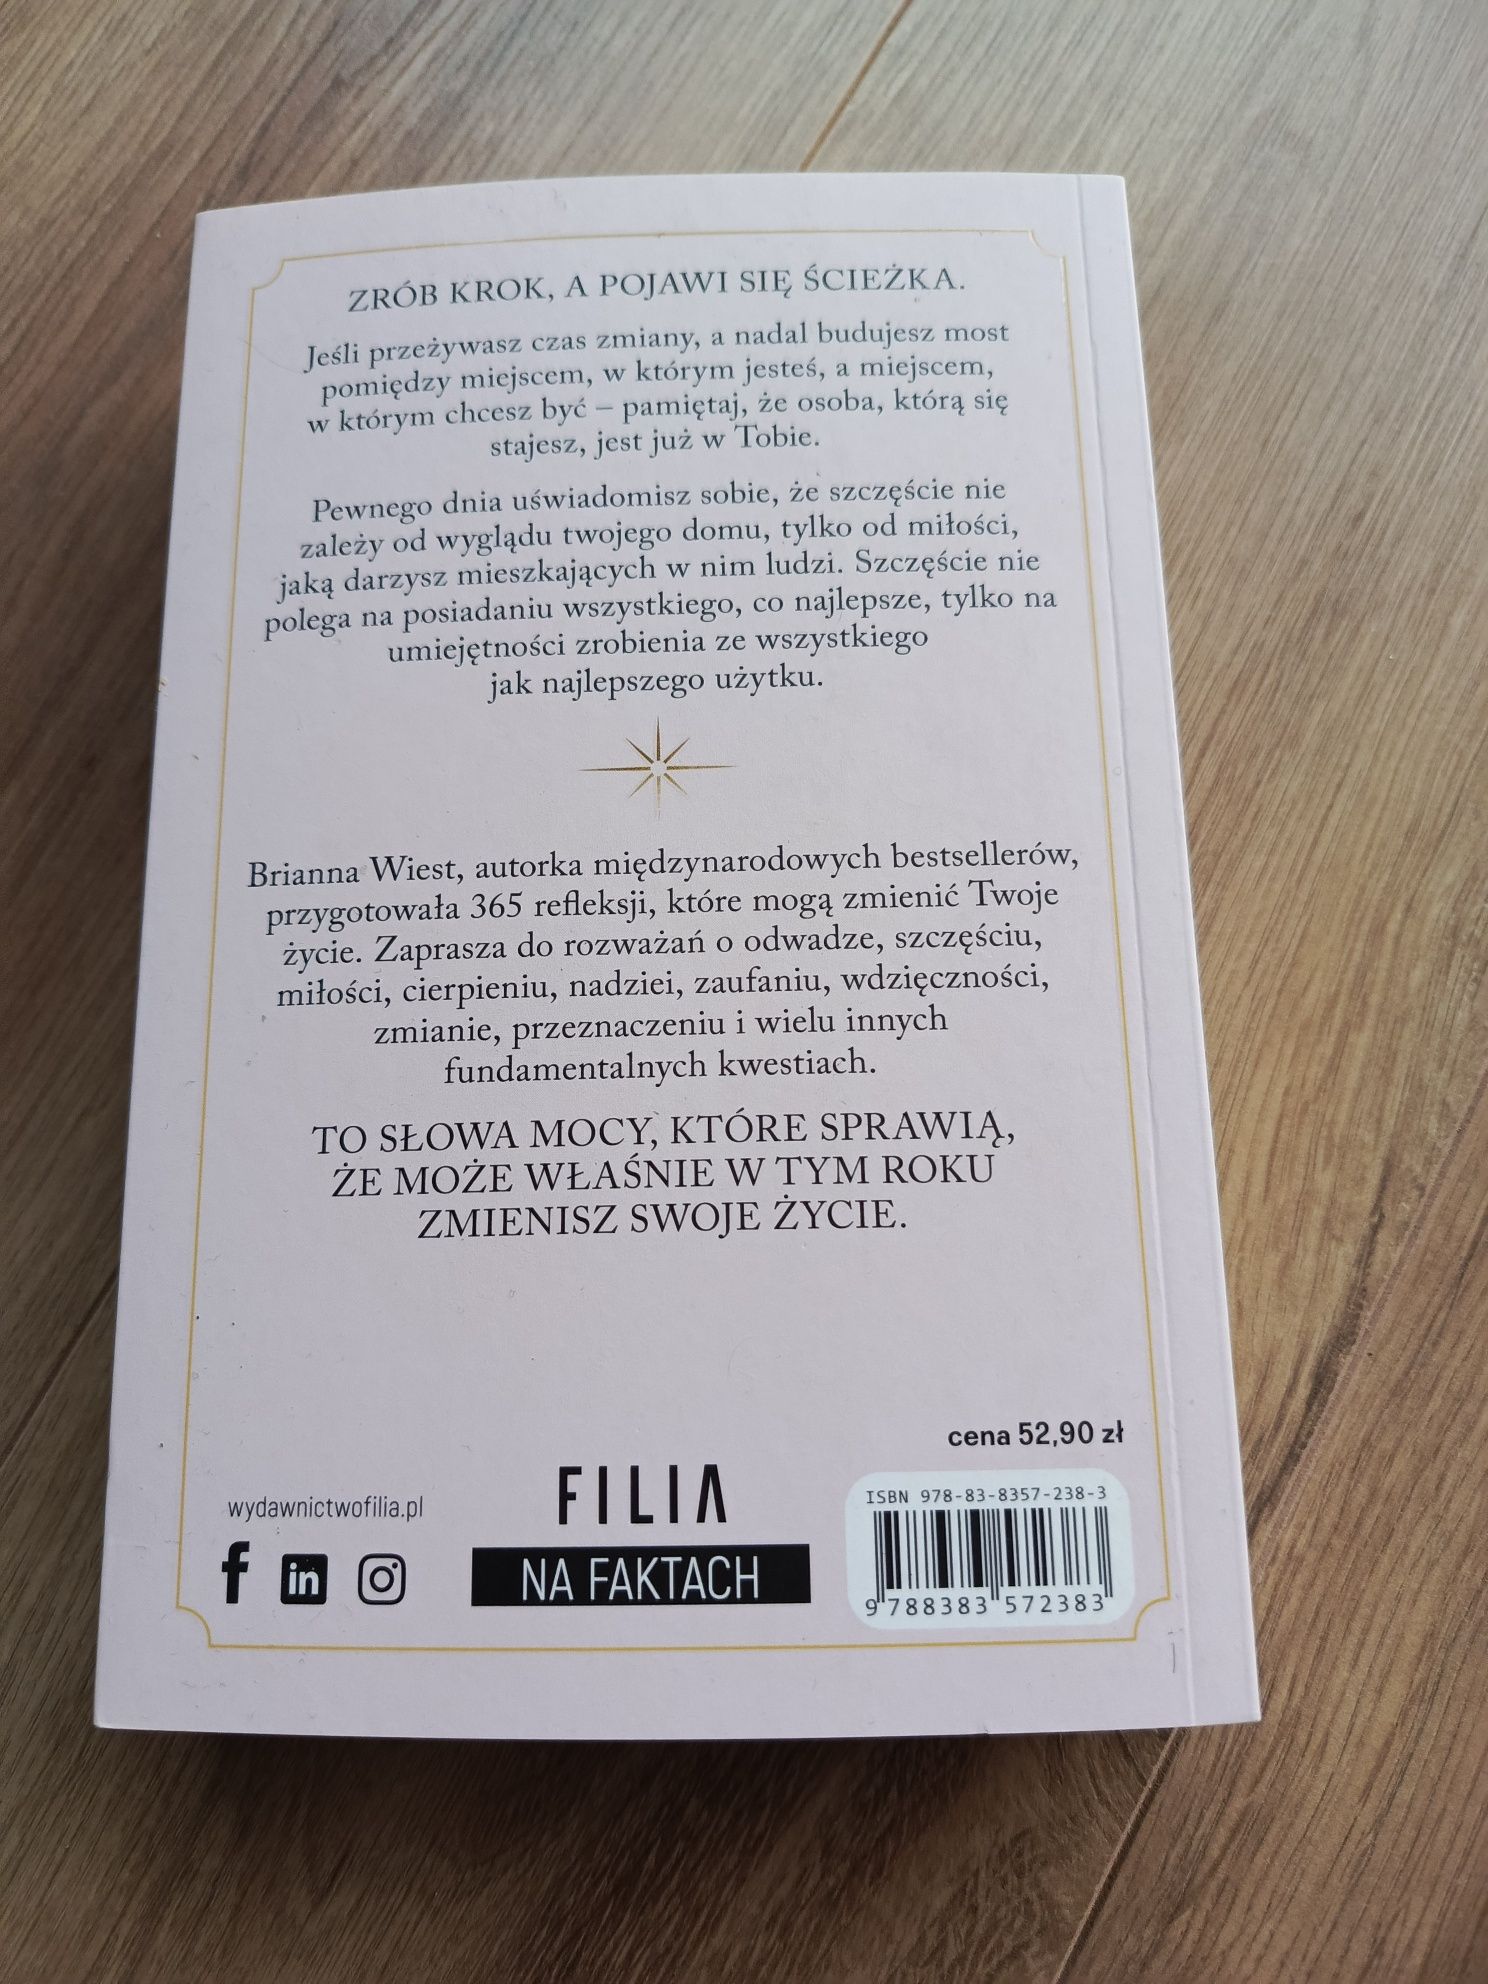 ZRÓB KROK, A POJAWI SIĘ ŚCIEŻKA.
Jeśli przeżywasz czas zmiany, a nadal budujesz most
pomiędzy miejscem, w którym jesteś, a miejscem,
w którym chcesz być – pamiętaj, że osoba, którą się
stajesz, jest już w Tobie.
Pewnego dnia uświadomisz sobie, że szczęście nie
zależy od wyglądu twojego domu, tylko od miłości,
jaką darzysz mieszkających w nim ludzi. Szczęście nie
polega na posiadaniu wszystkiego, co najlepsze, tylko na
umiejętności zrobienia ze wszystkiego
jak najlepszego użytku.
Brianna Wiest, autorka międzynarodowych bestsellerów,
przygotowała 365 refleksji, które mogą zmienić Twoje
życie. Zaprasza do rozważań o odwadze, szczęściu,
miłości, cierpieniu, nadziei, zaufaniu, wdzięczności,
zmianie, przeznaczeniu i wielu innych
fundamentalnych kwestiach.
TO SŁOWA MOCY, KTÓRE SPRAWIĄ,
ŻE MOŻE WŁAŚNIE W TYM ROKU
ZMIENISZ SWOJE ŻYCIE.
cena 52,90 zł
wydawnictwofilia.pl
f in
FILIA
NA FAKTACH
ISBN 978-83-8357-238-3
9 788383 572383